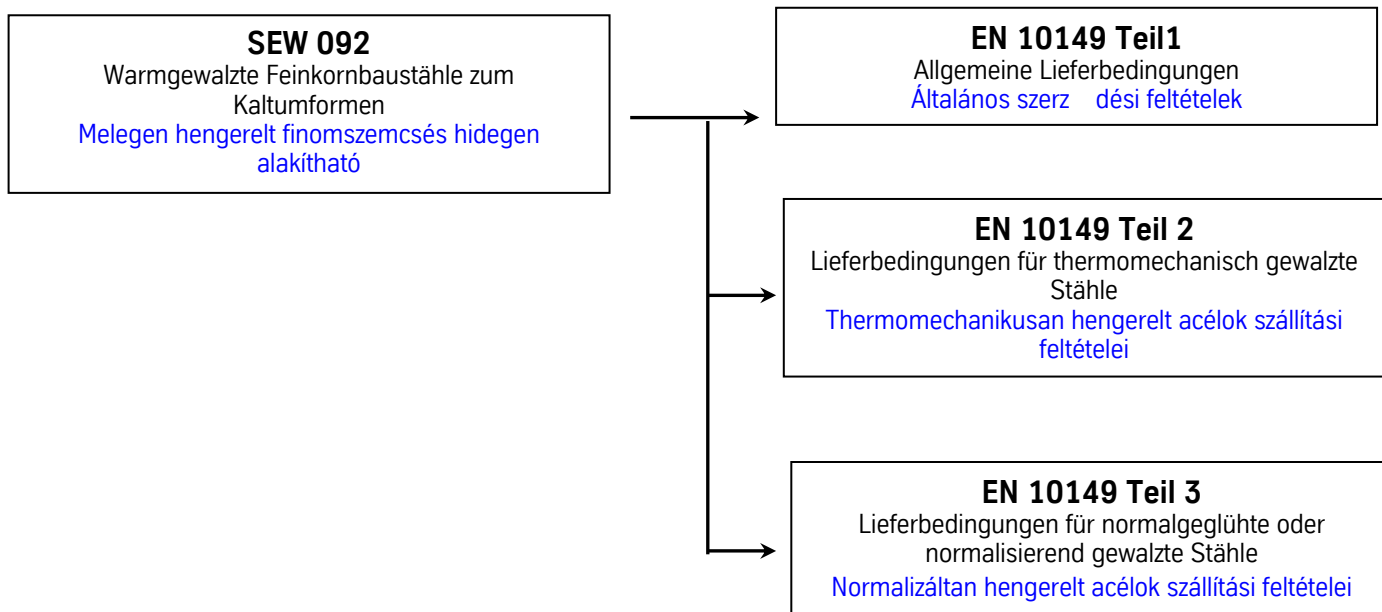 SEW 092
Warmgewalzte Feinkornbaustähle zum
Kaltumformen
Melegen hengerelt finomszemcsés hidegen
alakítható
EN 10149 Teil1
Allgemeine Lieferbedingungen
Általános szerz dési feltételek
EN 10149 Teil 2
Lieferbedingungen für thermomechanisch gewalzte
Stähle
Thermomechanikusan hengerelt acélok szállítási
feltételei
EN 10149 Teil 3
Lieferbedingungen für normalgeglühte oder
normalisierend gewalzte Stähle
Normalizáltan hengerelt acélok szállítási feltételei